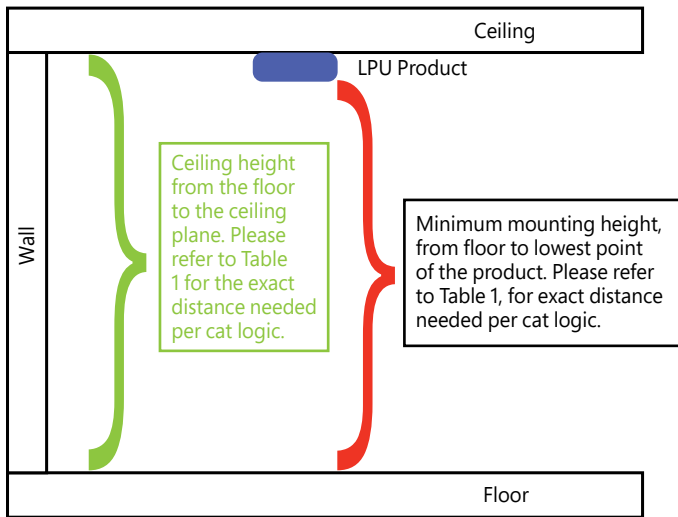 Ceiling
LPU Product
Wall
Ceiling height
from the floor
to the ceiling
plane. Please
refer to Table
1 for the exact
distance needed
per cat logic.
Minimum mounting height,
from floor to lowest point
of the product. Please refer
to Table 1, for exact distance
needed per cat logic.
Floor